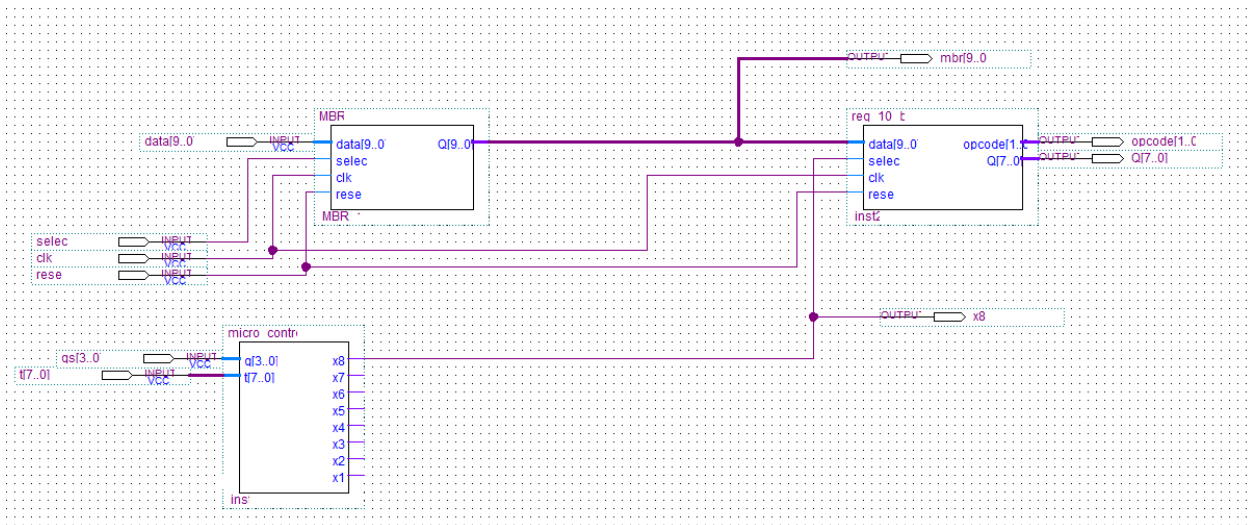 OUTPUT mbr[9..0
MBR
reg_10_b
data[9..0 INPUT VCC
data[9..0 Q[9..0
data[9..0 opcode[1..0
OUTPUT opcode[1..0
selec
selec Q[7..0]
OUTPUT Q[7..0]
clk
clk
rese
rese
MBR
inst2
selec INPUT VCC
clk INPUT VCC
rese INPUT VCC
OUTPUT x8
micro_contr
qs[3..0 INPUT VCC
q[3..0] x8
t[7..0] INPUT VCC
t[7..0] x7
x6
x5
x4
x3
x2
x1
ins